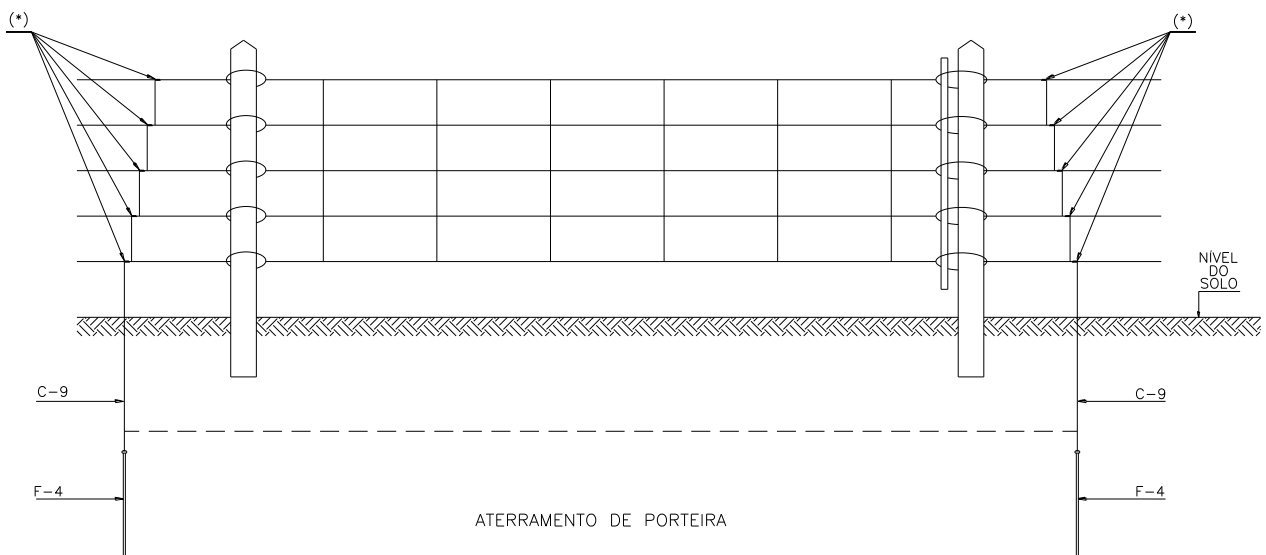 (*)
(*)
NÍVEL
DO
SOLO
C-9
C-9
F-4
F-4
ATERRAMENTO DE PORTEIRA